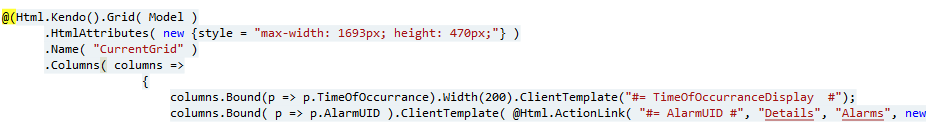 @(Html.Kendo().Grid( Model )
.HtmlAttributes( new {style = "max-width: 1693px; height: 470px;"} )
.Name( "CurrentGrid" )
.Columns( columns =>
{
columns.Bound(p => p.TimeOfOccurrance).Width(200).ClientTemplate("#= TimeOfOccurranceDisplay  #");
columns.Bound( p => p.AlarmUID ).ClientTemplate( @Html.ActionLink( "#= AlarmUID #", "Details", "Alarms", new